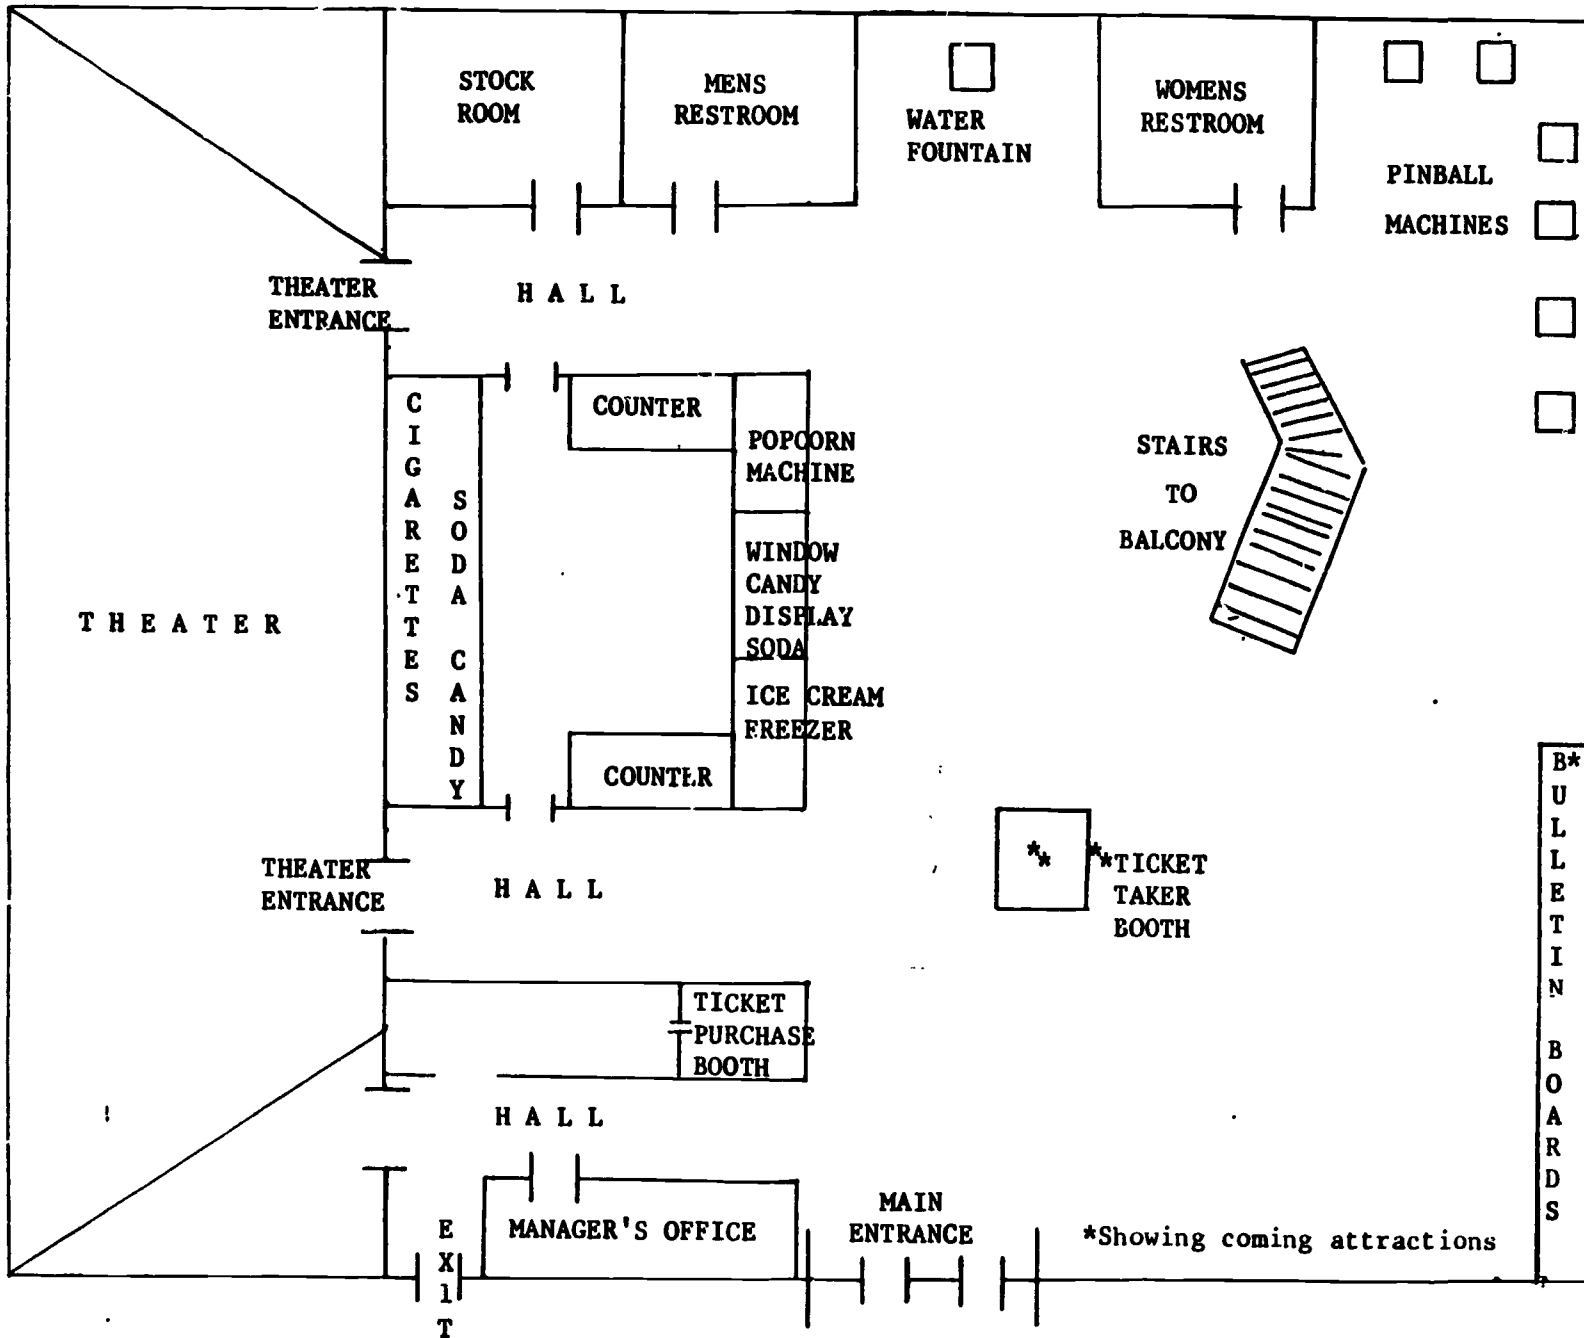 STOCK
ROOM
MENS
RESTROOM
WATER
FOUNTAIN
WOMENS
RESTROOM
PINBALL
MACHINES
THEATER
ENTRANCE
HALL
CIGARETTES
SODA CANDY
COUNTER
POPCORN
MACHINE
WINDOW
CANDY
DISPLAY
SODA
ICE CREAM
FREEZER
COUNTER
STAIRS
TO
BALCONY
THEATER
THEATER
ENTRANCE
HALL
**
**TICKET
TAKER
BOOTH
B*ULLETIN BOARDS
TICKET
PURCHASE
BOOTH
HALL
EXIT
MANAGER'S OFFICE
MAIN
ENTRANCE
*Showing coming attractions